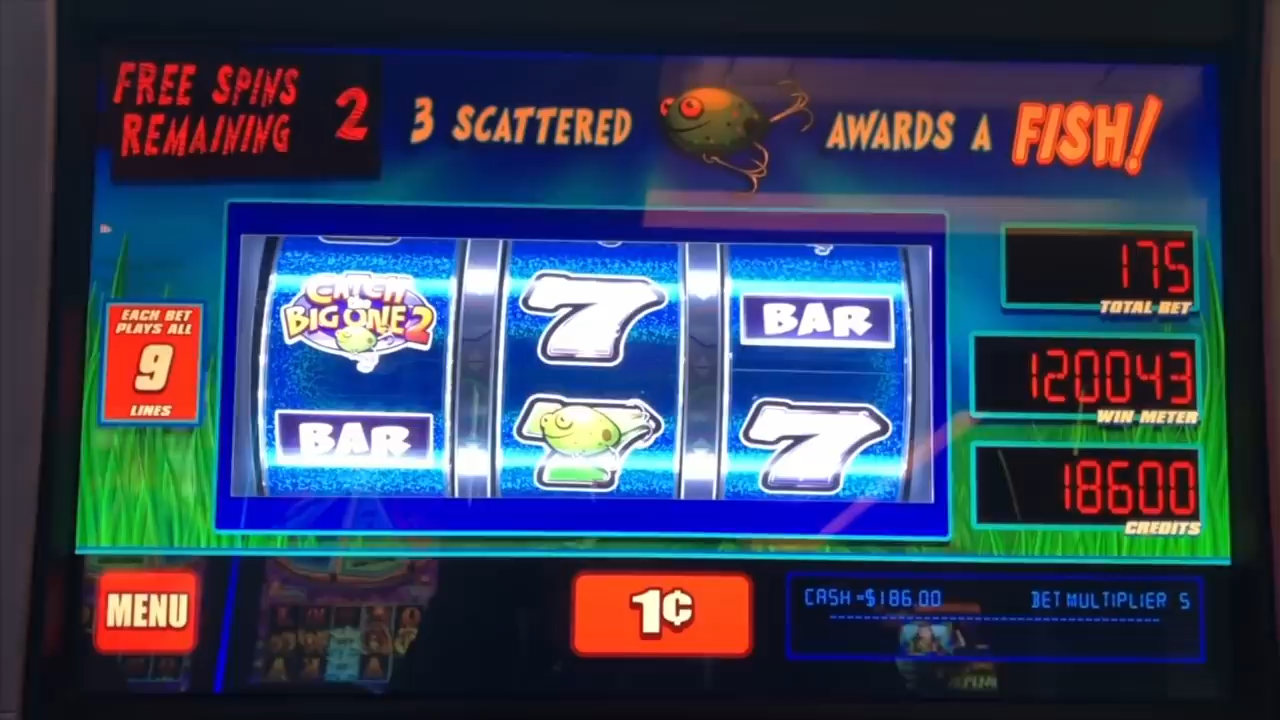 FREE SPINS
REMAINING 2
3 SCATTERED AWARDS A FISH!
175
TOTAL BET
EACH BET
PLAYS ALL
9
LINES
CATCH
the
BIG ONE 2
7
BAR
120043
WIN METER
BAR
7
7
18600
CREDITS
MENU
1¢
CASH =$186.00 BET MULTIPLIER 5